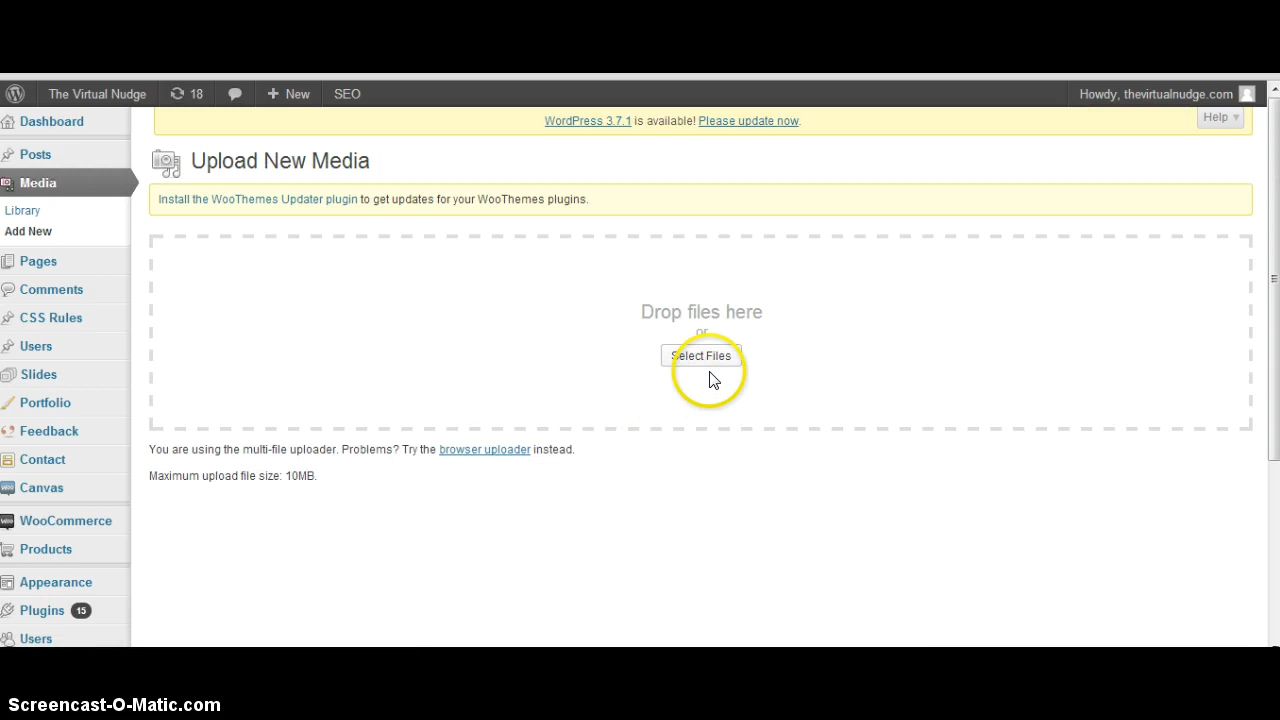 The Virtual Nudge 18 New SEO Howdy, thevirtualnudge.com
Dashboard
WordPress 3.7.1 is available! Please update now.
Help
Posts
Upload New Media
Media
Install the WooThemes Updater plugin to get updates for your WooThemes plugins.
Library
Add New
Pages
Comments
CSS Rules
Users
Slides
Portfolio
Feedback
Contact
Canvas
WooCommerce
Products
Appearance
Plugins 15
Users
Drop files here
or
Select Files
You are using the multi-file uploader. Problems? Try the browser uploader instead.
Maximum upload file size: 10MB.
Screencast-O-Matic.com